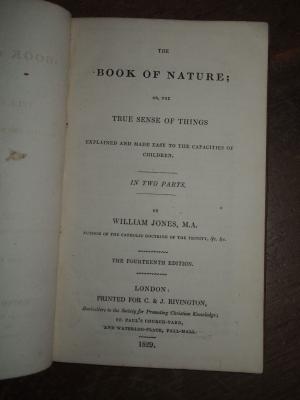 THE
BOOK OF NATURE;
OR, THE
TRUE SENSE OF THINGS
EXPLAINED AND MADE EASY TO THE CAPACITIES OF
CHILDREN.
IN TWO PARTS.
BY
WILLIAM JONES, M.A.
AUTHOR OF THE CATHOLIC DOCTRINE OF THE TRINITY, &c. &c.
THE FOURTEENTH EDITION.
LONDON:
PRINTED FOR C. & J. RIVINGTON,
Booksellers to the Society for Promoting Christian Knowledge;
ST. PAUL'S CHURCH-YARD,
AND WATERLOO-PLACE, PALL-MALL.
1829.